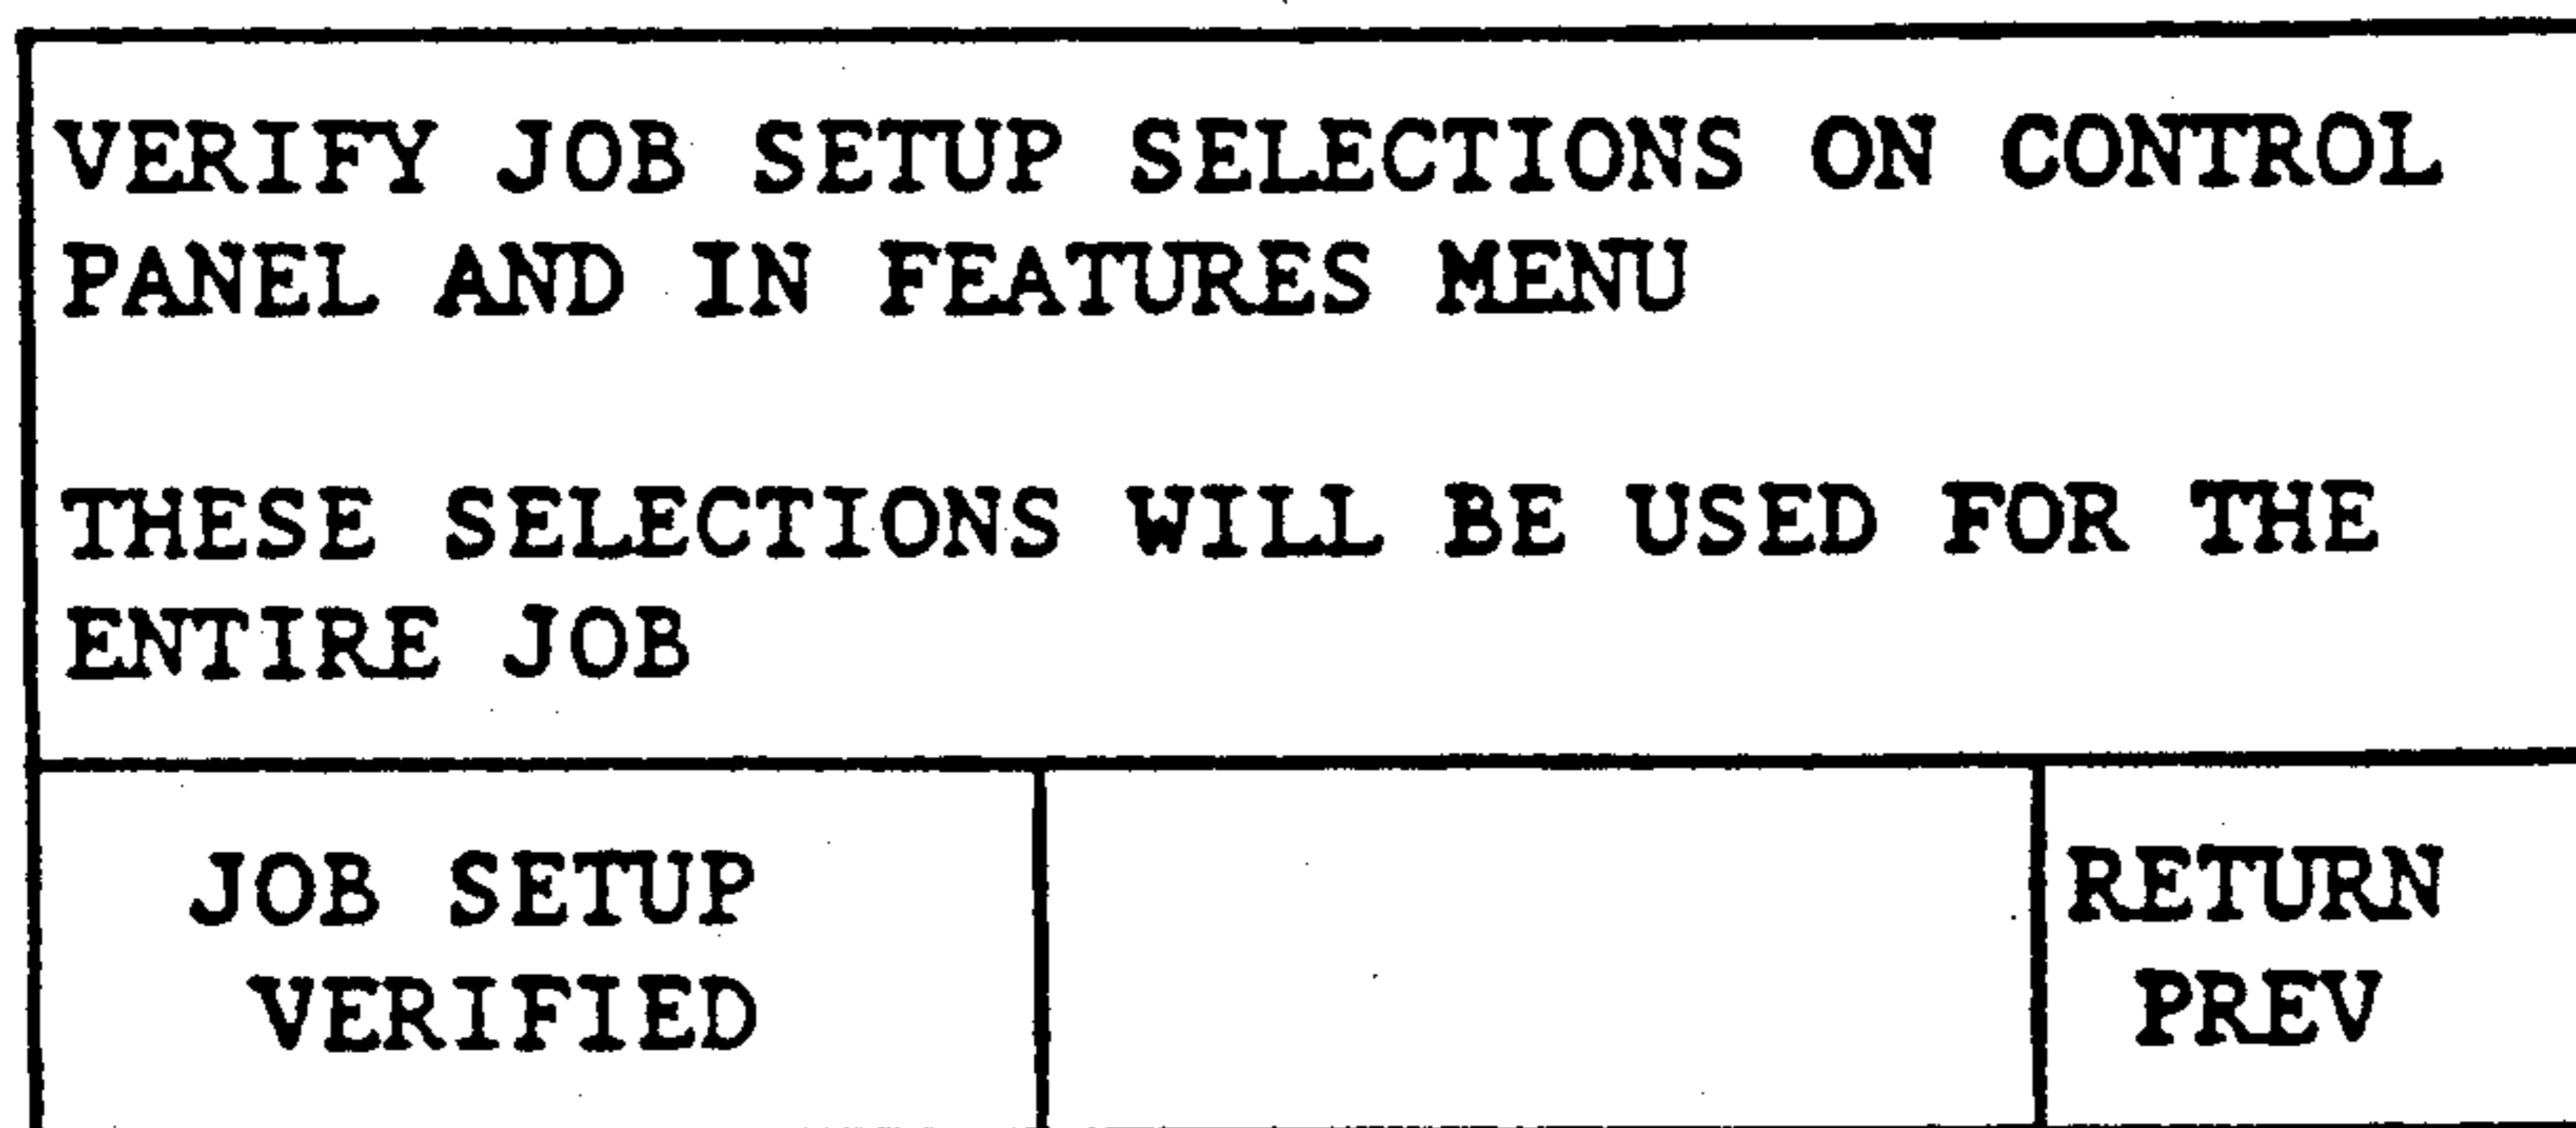 VERIFY JOB SETUP SELECTIONS ON CONTROL
PANEL AND IN FEATURES MENU
THESE SELECTIONS WILL BE USED FOR THE
ENTIRE JOB
JOB SETUP
VERIFIED
RETURN
PREV